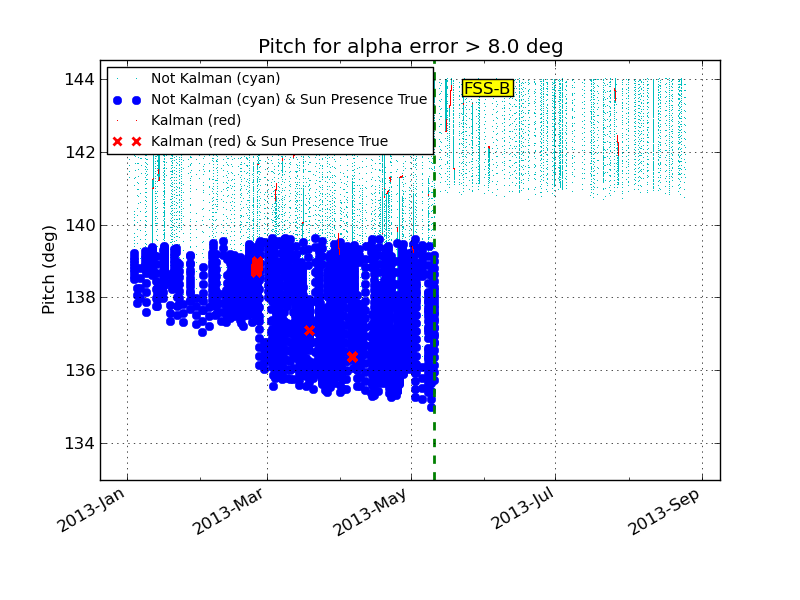 Pitch for alpha error > 8.0 deg
144
142
140
138
136
134
Pitch (deg)
Not Kalman (cyan)
Not Kalman (cyan) & Sun Presence True
Kalman (red)
Kalman (red) & Sun Presence True
FSS-B
2013-Jan
2013-Mar
2013-May
2013-Jul
2013-Sep